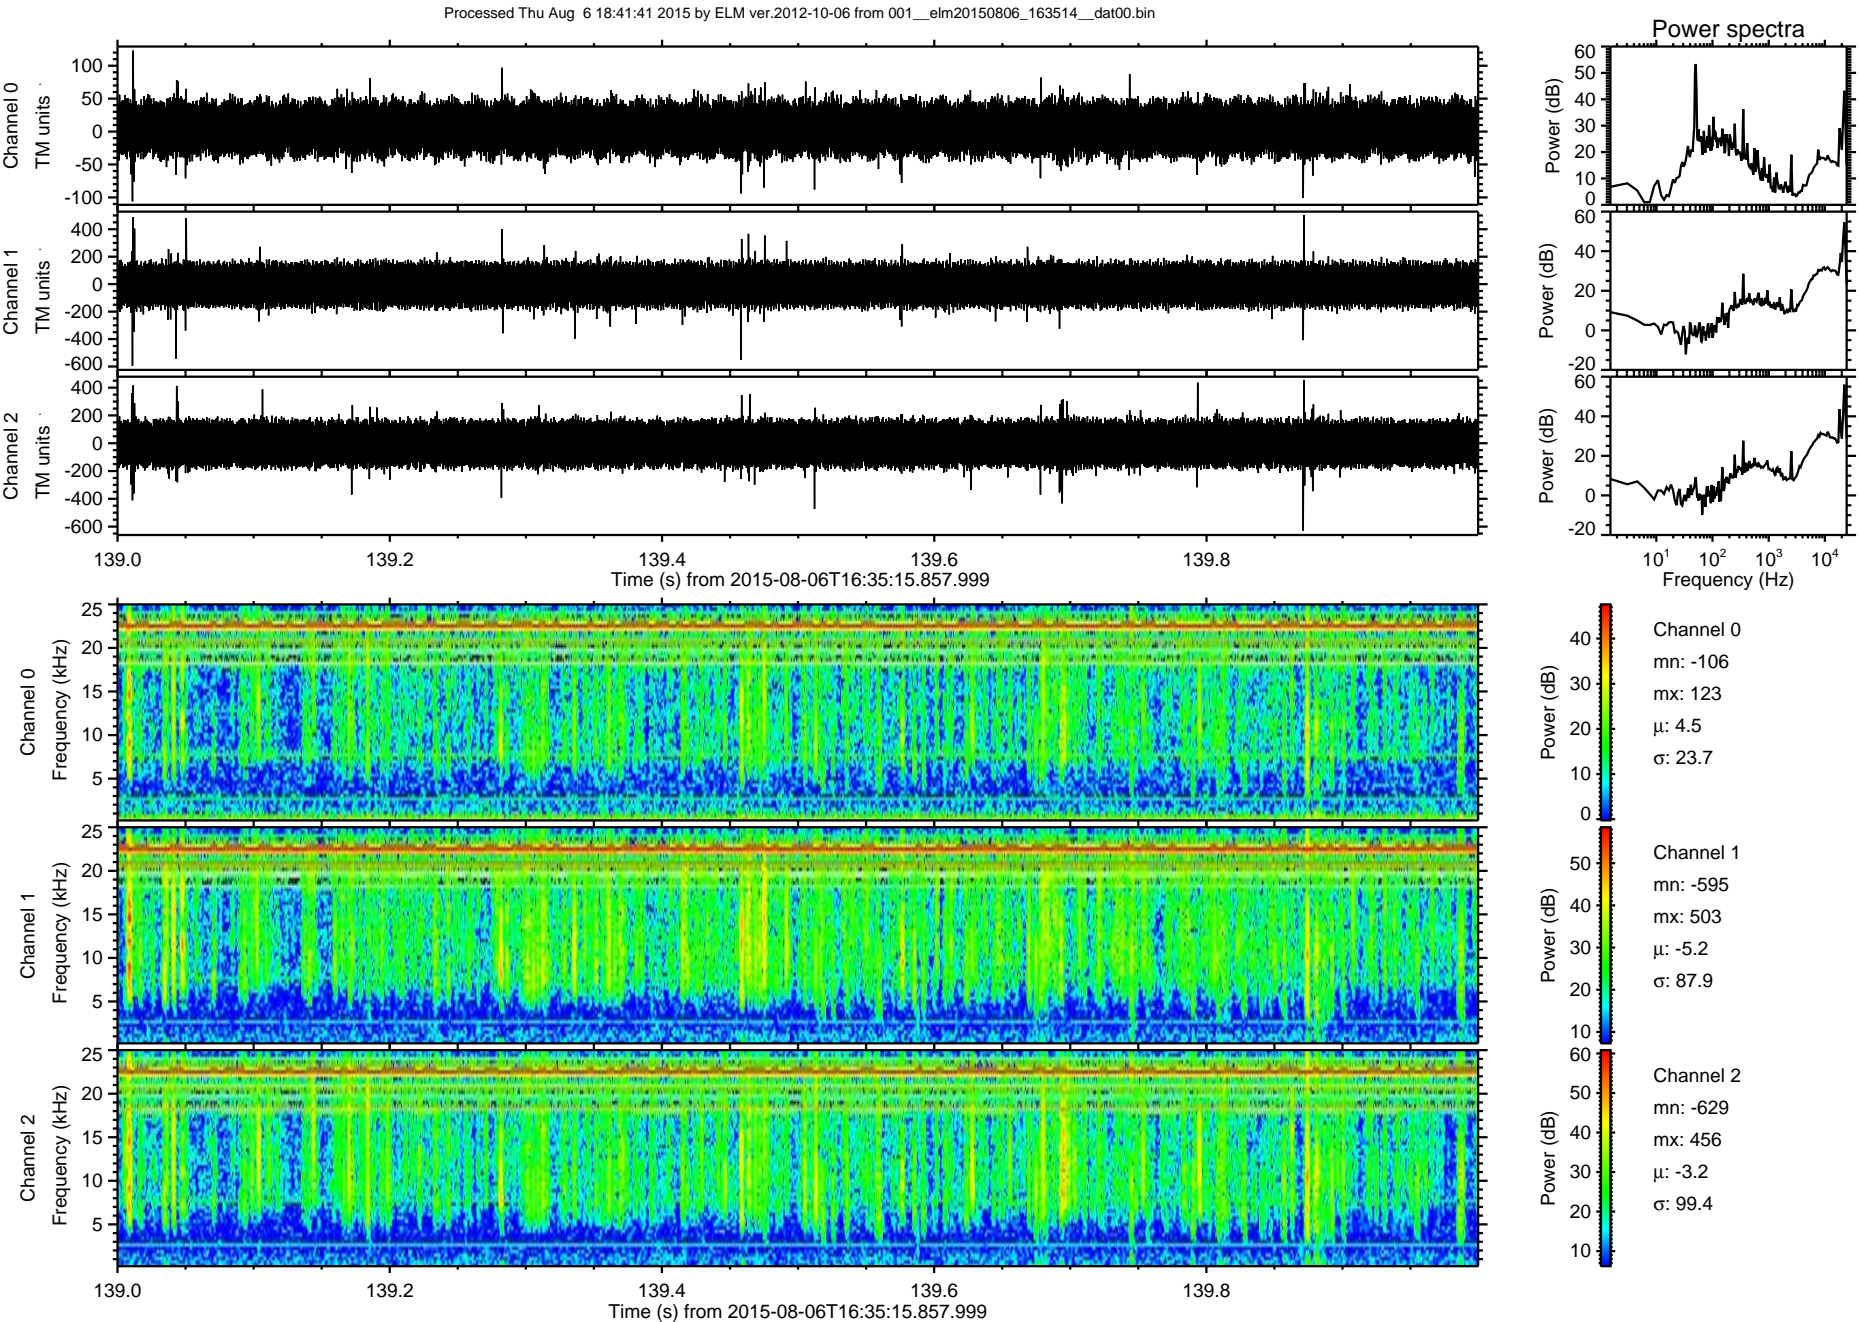 Processed Thu Aug  6 18:41:41 2015 by ELM ver.2012-10-06 from 001__elm20150806_163514__dat00.bin
Power spectra
Channel 0
TM units
100
50
0
-50
-100
Power (dB)
60
50
40
30
20
10
0
Channel 1
TM units
400
200
0
-200
-400
-600
Power (dB)
60
40
20
0
-20
Channel 2
TM units
400
200
0
-200
-400
-600
Power (dB)
60
40
20
0
-20
139.0 139.2 139.4 139.6 139.8
Time (s) from 2015-08-06T16:35:15.857.999
10¹ 10² 10³ 10⁴
Frequency (Hz)
Channel 0
Frequency (kHz)
25
20
15
10
5
Power (dB)
40
30
20
10
0
Channel 0
mn: -106
mx: 123
μ: 4.5
σ: 23.7
Channel 1
Frequency (kHz)
25
20
15
10
5
Power (dB)
50
40
30
20
10
Channel 1
mn: -595
mx: 503
μ: -5.2
σ: 87.9
Channel 2
Frequency (kHz)
25
20
15
10
5
Power (dB)
60
50
40
30
20
10
Channel 2
mn: -629
mx: 456
μ: -3.2
σ: 99.4
139.0 139.2 139.4 139.6 139.8
Time (s) from 2015-08-06T16:35:15.857.999